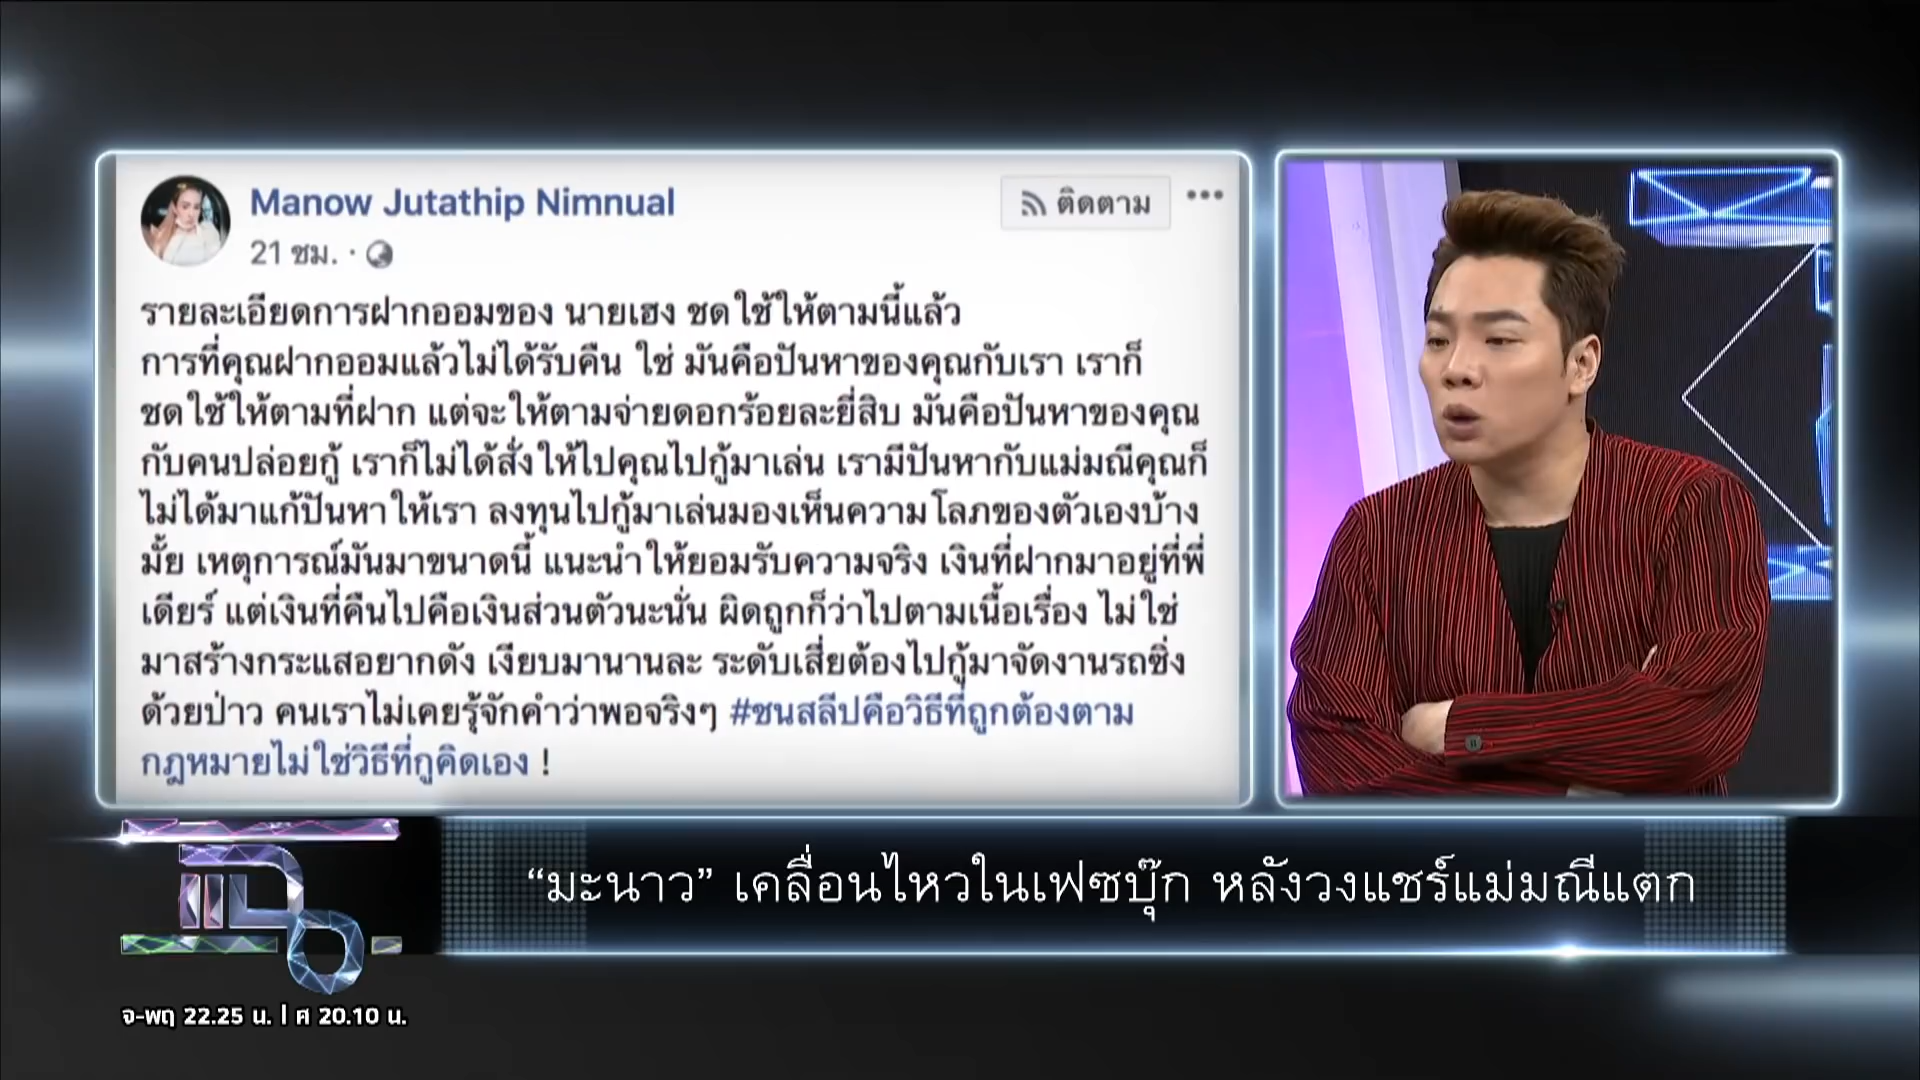 Manow Jutathip Nimnual
ติดตาม
21 ชม.
รายละเอียดการฝากออมของ นายเฮง ชดใช้ให้ตามนี้แล้ว
การที่คุณฝากออมแล้วไม่ได้รับคืน ใช่ มันคือปันหาของคุณกับเรา เราก็
ชดใช้ให้ตามที่ฝาก แต่จะให้ตามจ่ายดอกร้อยละยี่สิบ มันคือปันหาของคุณ
กับคนปล่อยกู้ เราก็ไม่ได้สั่งให้ไปคุณไปกู้มาเล่น เรามีปันหากับแม่มณีคุณก็
ไม่ได้มาแก้ปันหาให้เรา ลงทุนไปกู้มาเล่นมองเห็นความโลภของตัวเองบ้าง
มั้ย เหตุการณ์มันมาขนาดนี้ แนะนำให้ยอมรับความจริง เงินที่ฝากมาอยู่ที่พี่
เดียร์ แต่เงินที่คืนไปคือเงินส่วนตัวนะนั่น ผิดถูกก็ว่าไปตามเนื้อเรื่อง ไม่ใช่
มาสร้างกระแสอยากดัง เงียบมานานละ ระดับเสี่ยต้องไปกู้มาจัดงานรถซิ่ง
ด้วยป่าว คนเราไม่เคยรู้จักคำว่าพอจริงๆ #ชนสลีปคือวิธีที่ถูกต้องตาม
กฎหมายไม่ใช่วิธีที่กูคิดเอง !
“มะนาว” เคลื่อนไหวในเฟซบุ๊ก หลังวงแชร์แม่มณีแตก
แฉ
จ-พฤ 22.25 น. | ศ 20.10 น.